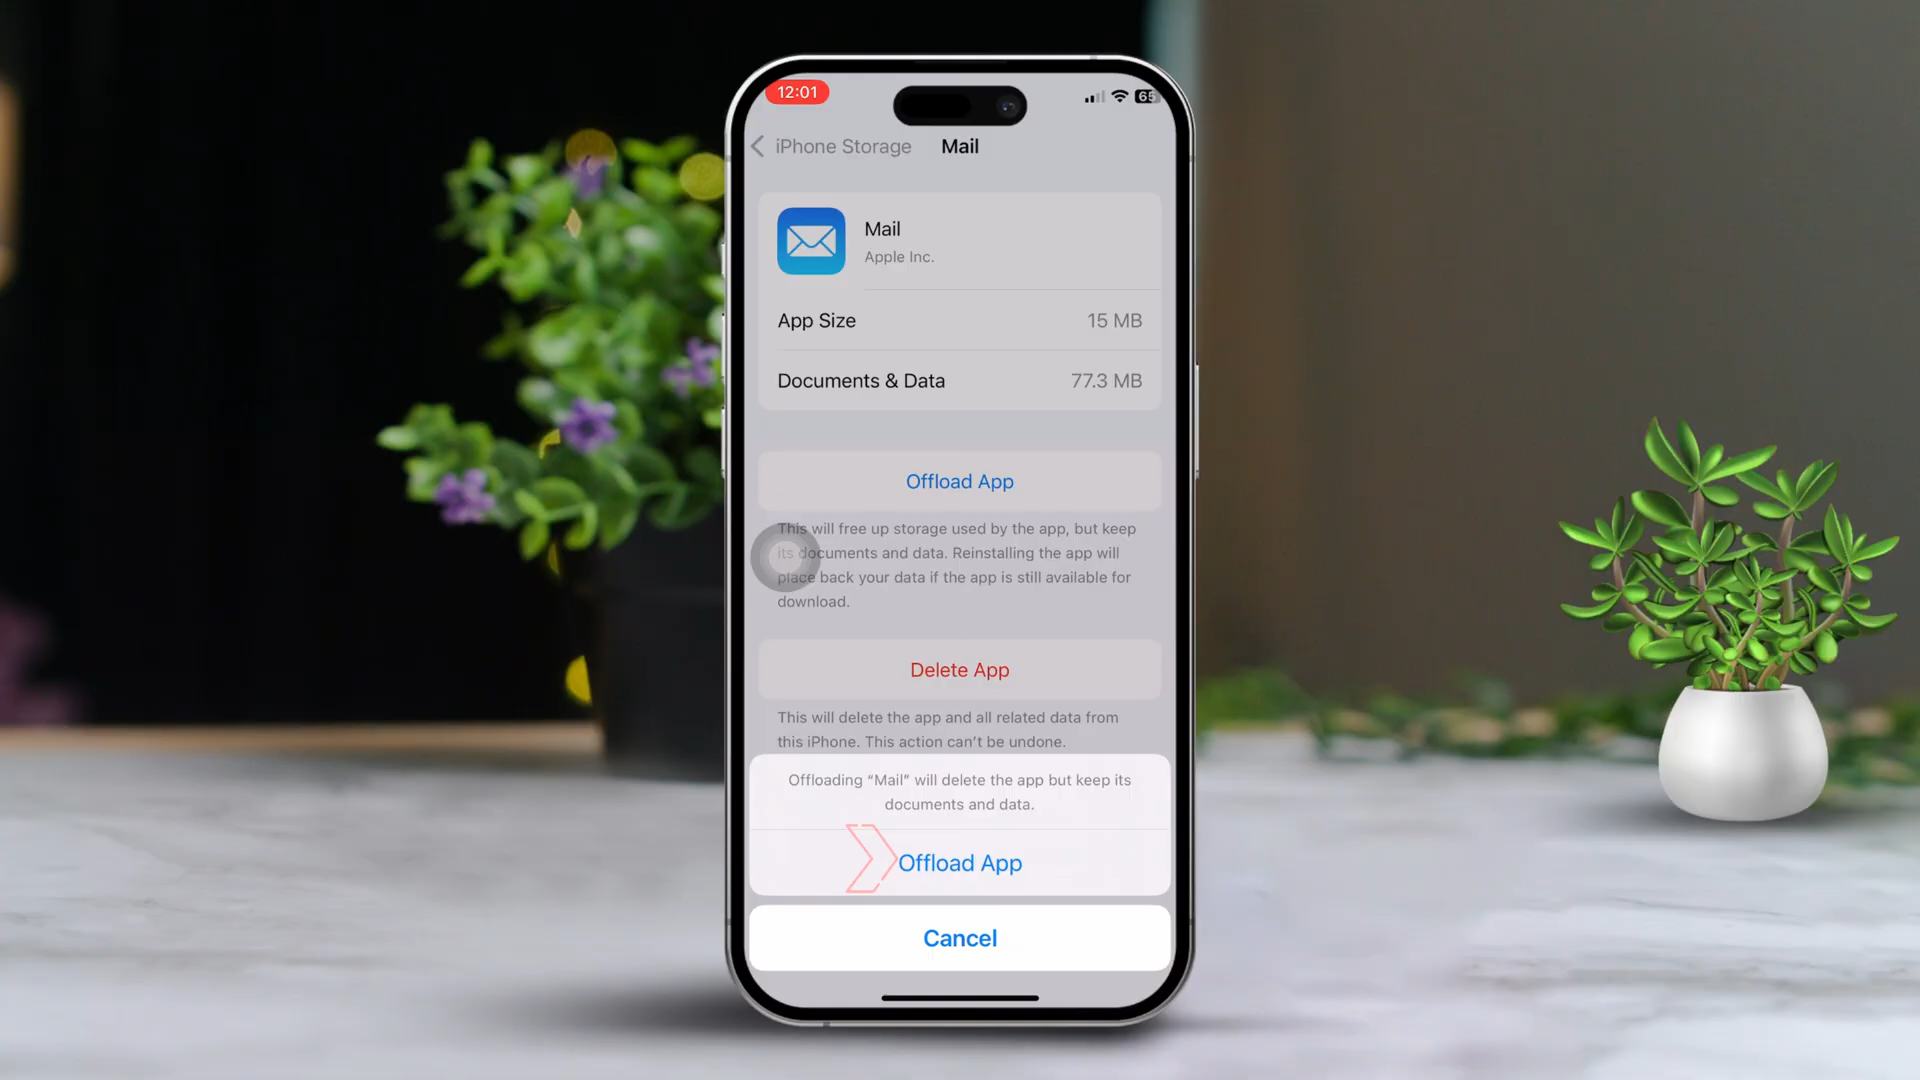 12:01
65
iPhone Storage
Mail
Mail
Apple Inc.
App Size
15 MB
Documents & Data
77.3 MB
Offload App
This will free up storage used by the app, but keep
its documents and data. Reinstalling the app will
place back your data if the app is still available for
download.
Delete App
This will delete the app and all related data from
this iPhone. This action can't be undone.
Offloading “Mail” will delete the app but keep its
documents and data.
Offload App
Cancel